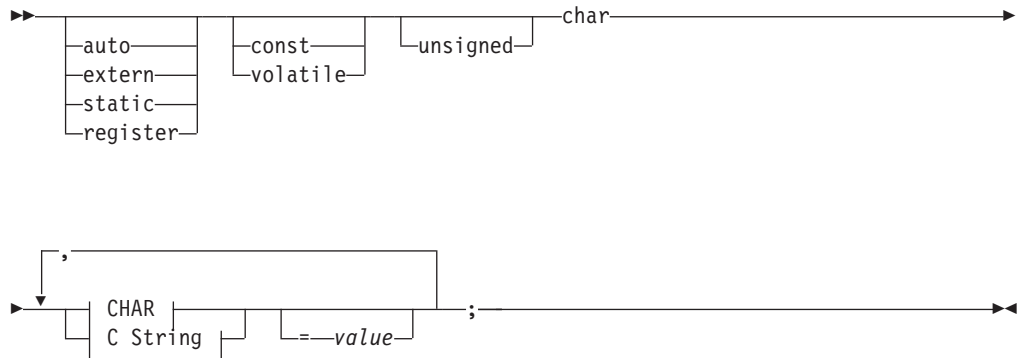 char
auto const unsigned
extern volatile
static
register
,
CHAR ;
C String =value